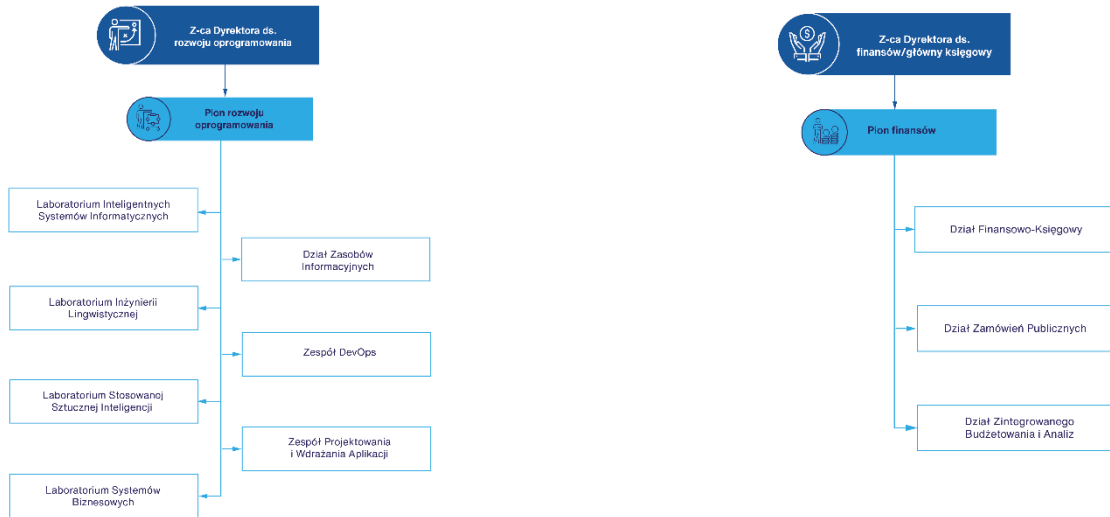 Z-ca Dyrektora ds.
rozwoju oprogramowania
Pion rozwoju
oprogramowania
Laboratorium Inteligentnych
Systemów Informatycznych
Dział Zasobów
Informacyjnych
Laboratorium Inżynierii
Lingwistycznej
Zespół DevOps
Laboratorium Stosowanej
Sztucznej Inteligencji
Zespół Projektowania
i Wdrażania Aplikacji
Laboratorium Systemów
Biznesowych
Z-ca Dyrektora ds.
finansów/główny księgowy
Pion finansów
Dział Finansowo-Księgowy
Dział Zamówień Publicznych
Dział Zintegrowanego
Budżetowania i Analiz